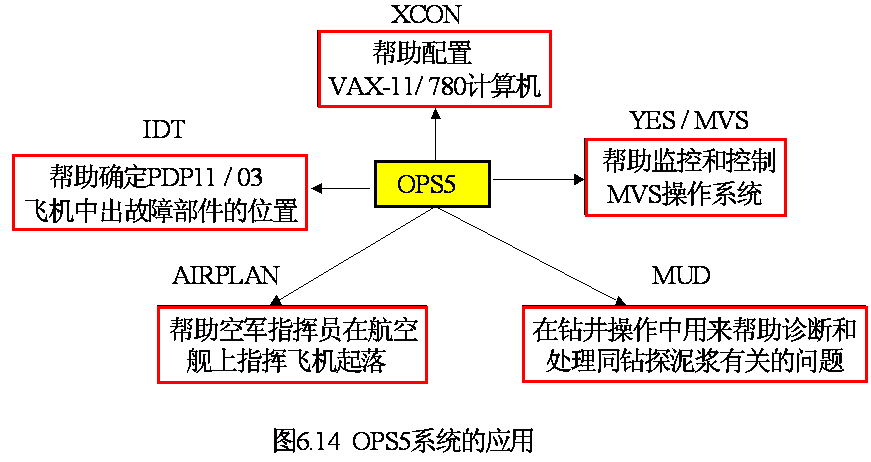 XCON
帮助配置
VAX-11/ 780计算机
IDT
帮助确定PDP11 / 03
飞机中出故障部件的位置
OPS5
YES / MVS
帮助监控和控制
MVS操作系统
AIRPLAN
帮助空军指挥员在航空
舰上指挥飞机起落
MUD
在钻井操作中用来帮助诊断和
处理同钻探泥浆有关的问题
图6.14 OPS5系统的应用